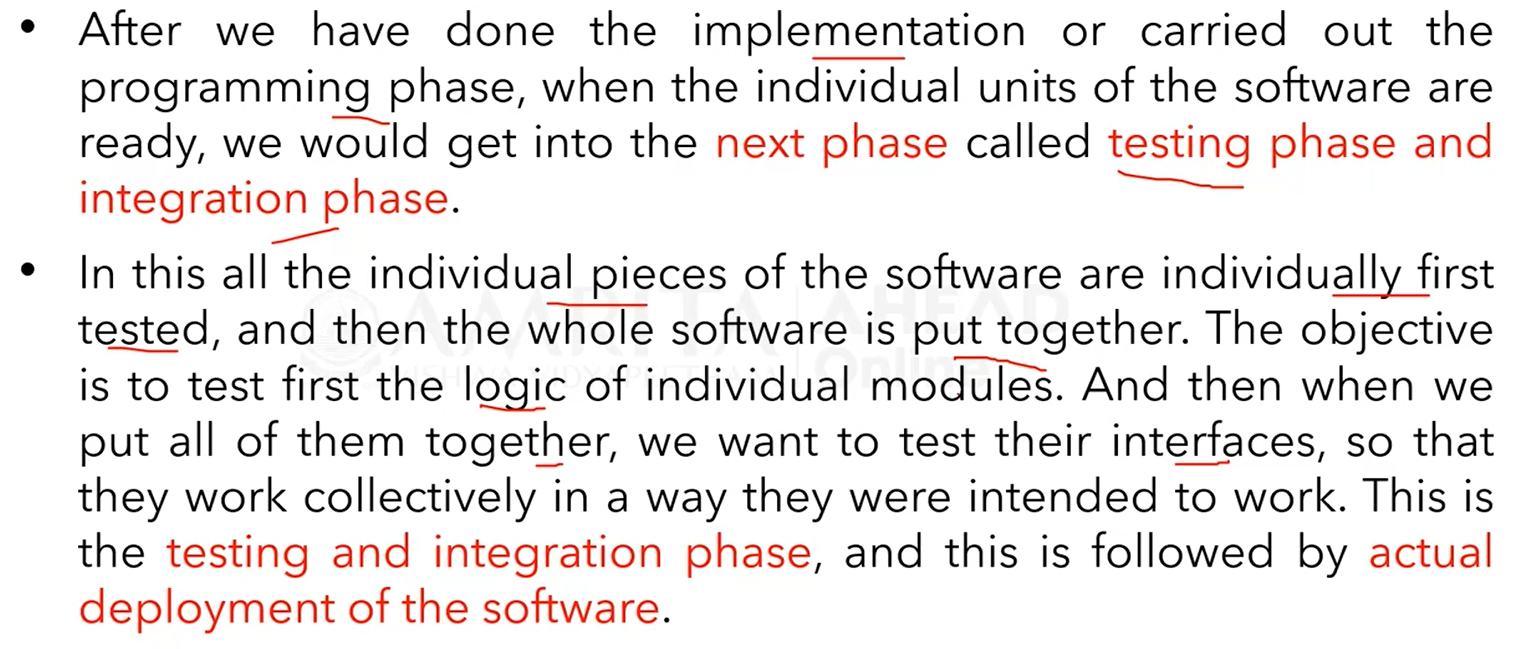 • After we have done the implementation or carried out the
programming phase, when the individual units of the software are
ready, we would get into the next phase called testing phase and
integration phase.
• In this all the individual pieces of the software are individually first
tested, and then the whole software is put together. The objective
is to test first the logic of individual modules. And then when we
put all of them together, we want to test their interfaces, so that
they work collectively in a way they were intended to work. This is
the testing and integration phase, and this is followed by actual
deployment of the software.
AMRITA AHEAD
VISHWA VIDYAPEETHAM Online